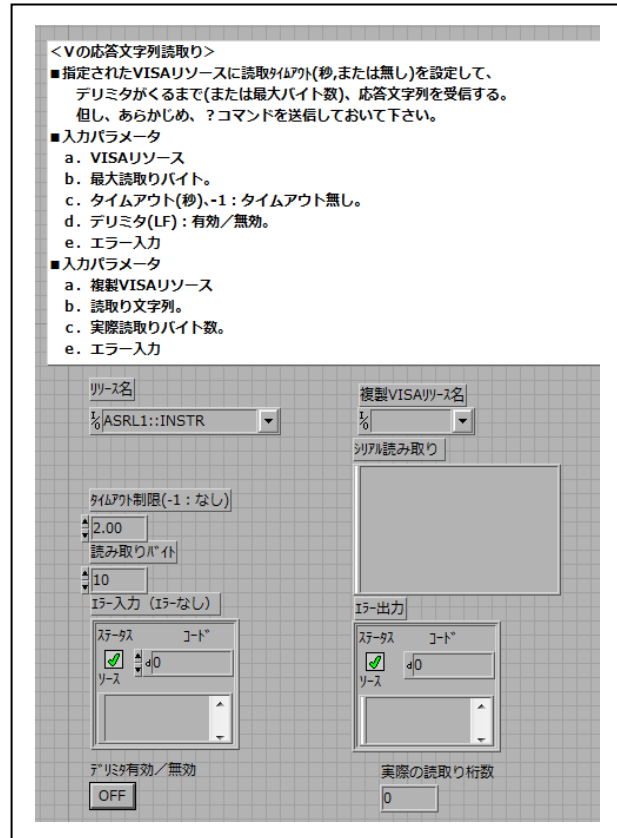 ＜Vの応答文字列読取り＞
■指定されたVISAリソースに読取ﾀｲﾑｱｳﾄ(秒,または無し)を設定して、
デリミタがくるまで(または最大バイト数)、応答文字列を受信する。
但し、あらかじめ、？コマンドを送信しておいて下さい。
■入力パラメータ
a．VISAリソース
b．最大読取りバイト。
c．タイムアウト(秒)、-1：タイムアウト無し。
d．デリミタ(LF)：有効／無効。
e．エラー入力
■入力パラメータ
a．複製VISAリソース
b．読取り文字列。
c．実際読取りバイト数。
e．エラー入力
ﾘｿｰｽ名
I/O ASRL1::INSTR
ﾀｲﾑｱｳﾄ制限(-1：なし)
2.00
読み取りﾊﾞｲﾄ
10
ｴﾗｰ入力（ｴﾗｰなし）
ｽﾃｰﾀｽ ｺｰﾄﾞ
d 0
ｿｰｽ
ﾃﾞﾘﾐﾀ有効／無効
OFF
複製VISAﾘｿｰｽ名
I/O
ｼﾘｱﾙ読み取り
ｴﾗｰ出力
ｽﾃｰﾀｽ ｺｰﾄﾞ
d 0
ｿｰｽ
実際の読取り桁数
0